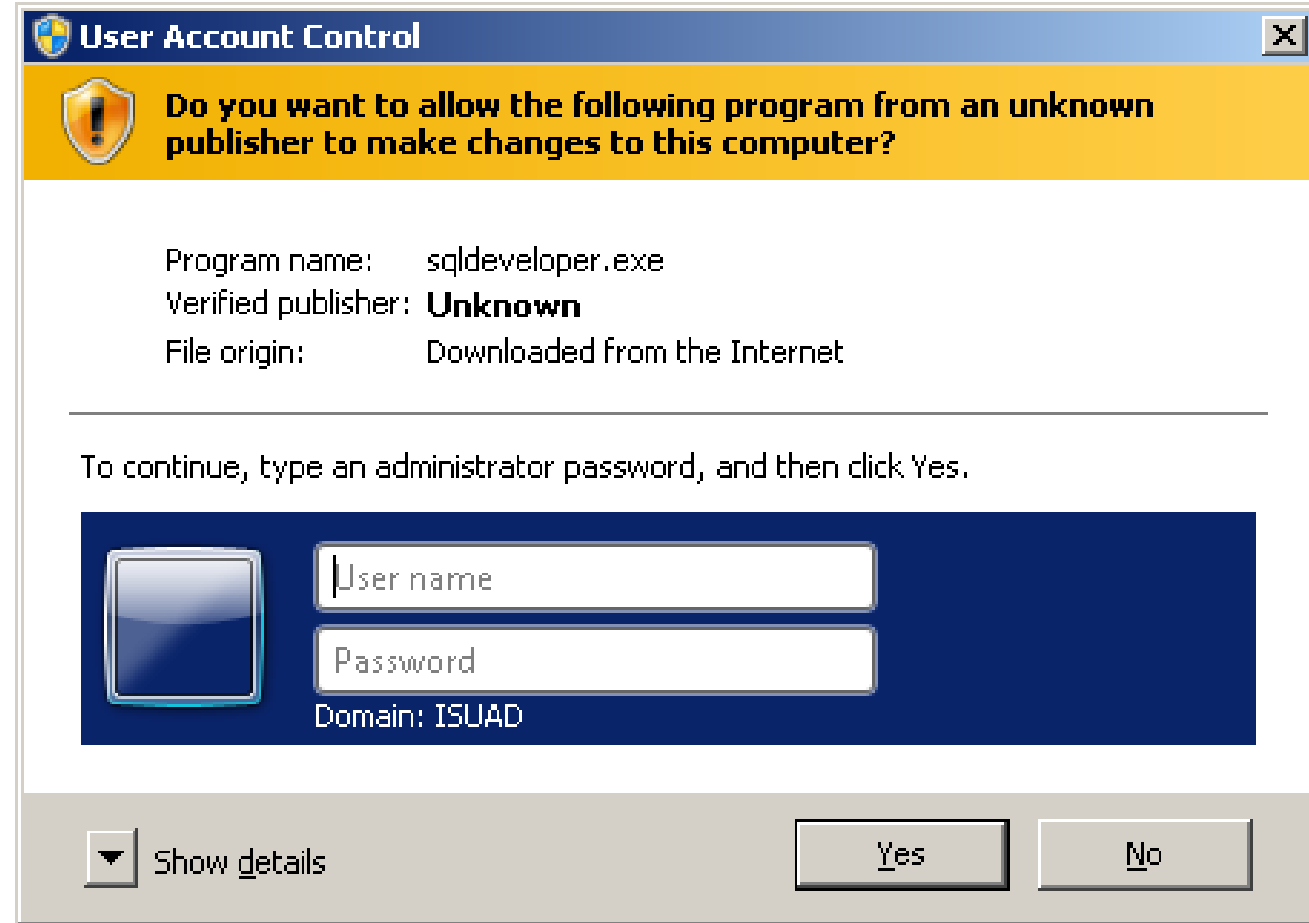 User Account Control
Do you want to allow the following program from an unknown
publisher to make changes to this computer?
Program name: sqldeveloper.exe
Verified publisher: Unknown
File origin: Downloaded from the Internet
To continue, type an administrator password, and then click Yes.
User name
Password
Domain: ISUAD
Show details Yes No